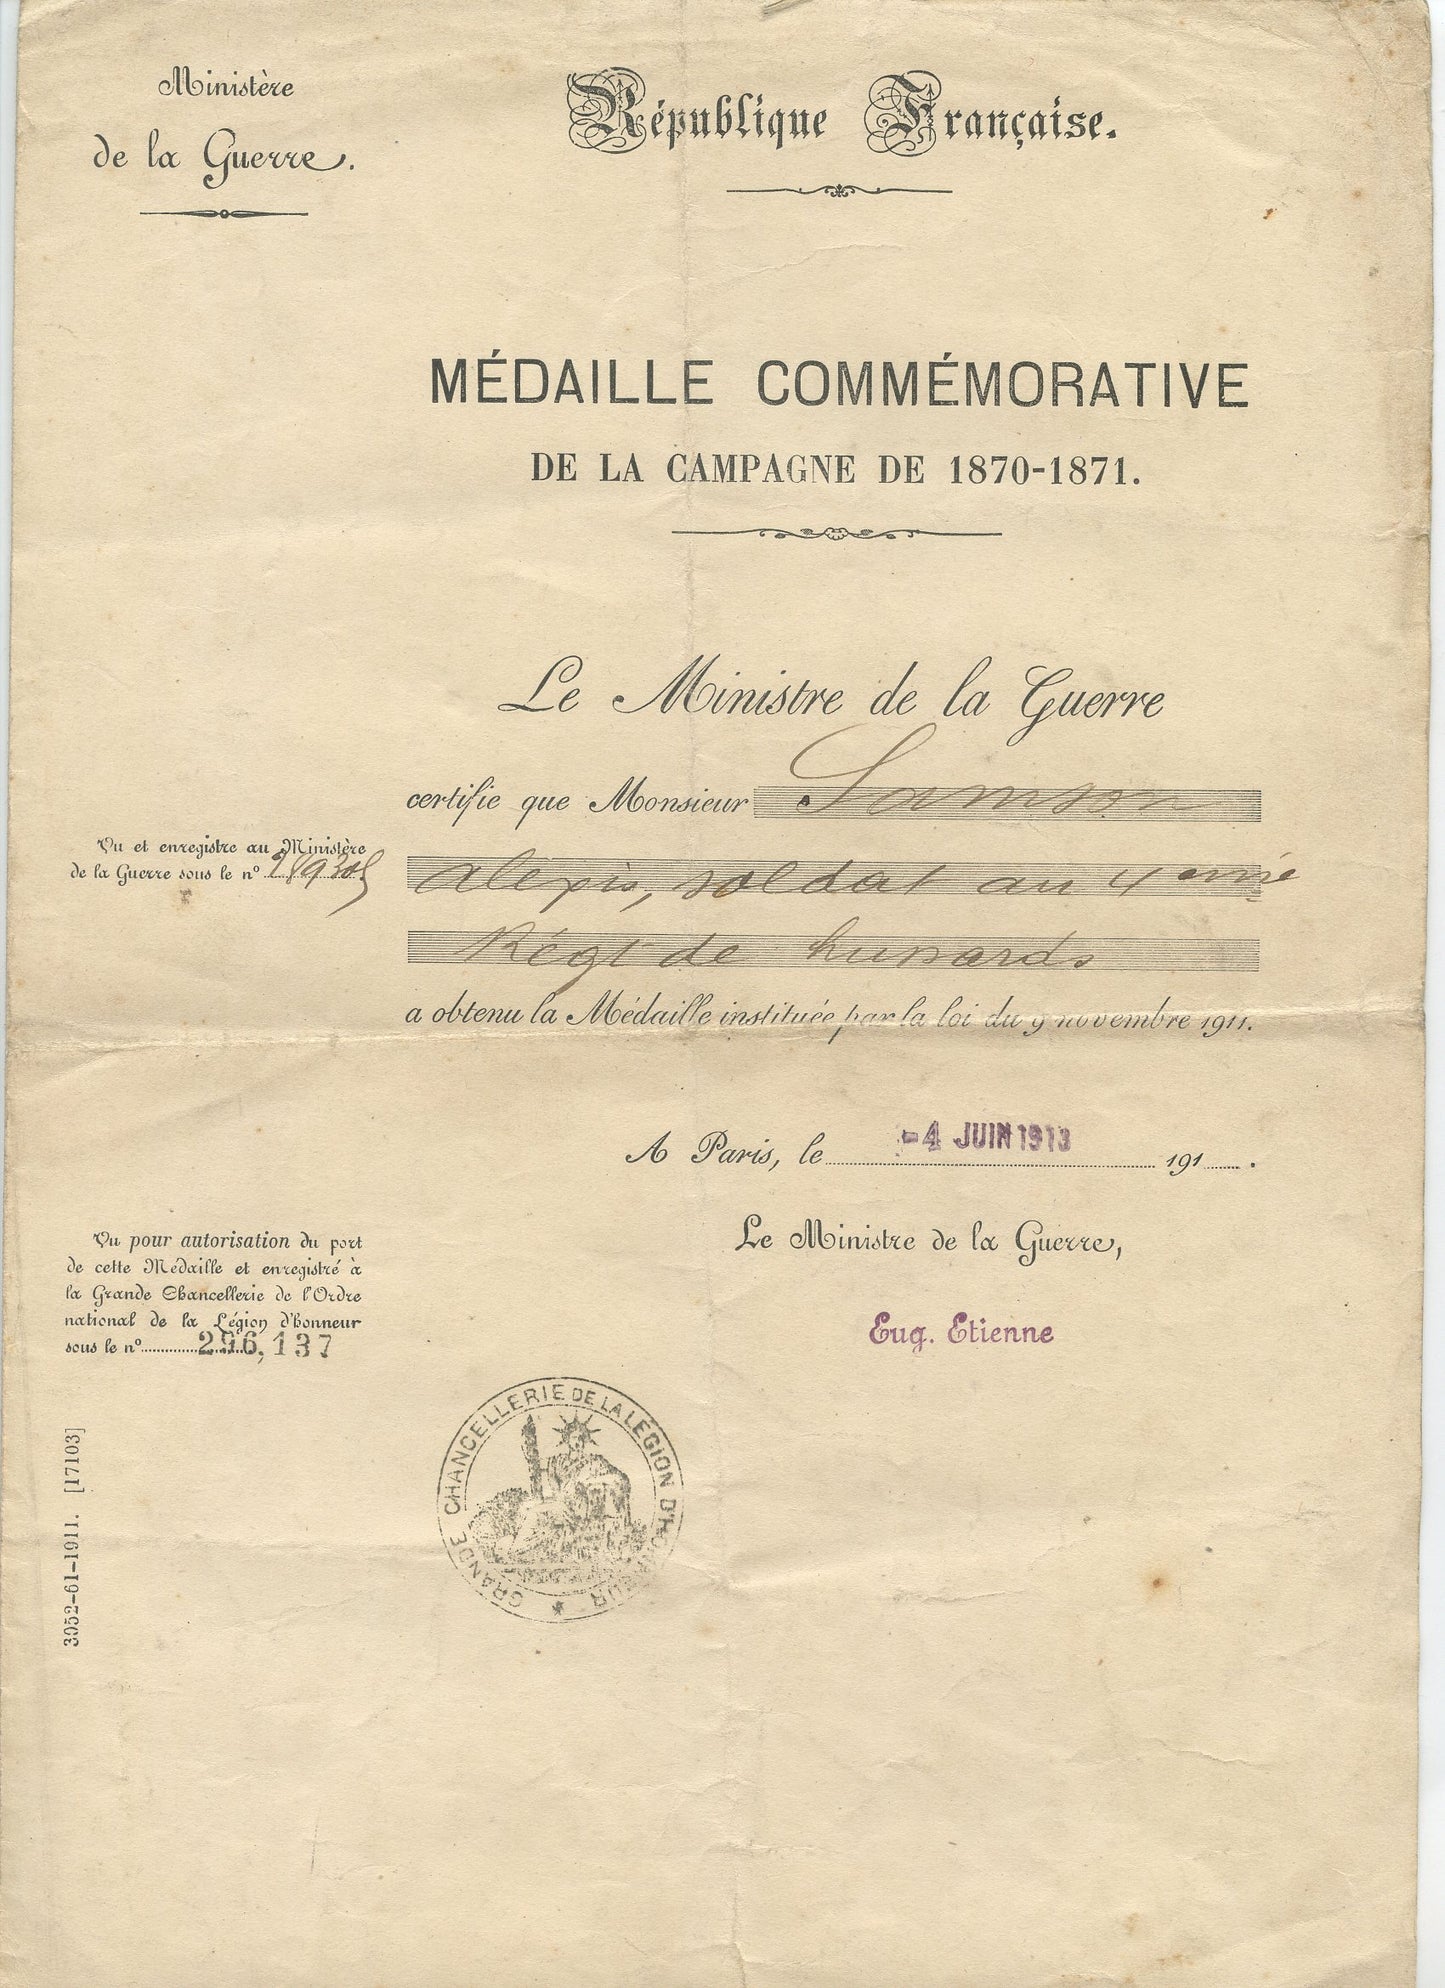 Ministère
de la Guerre.
République Française.
MÉDAILLE COMMÉMORATIVE
DE LA CAMPAGNE DE 1870-1871.
Le Ministre de la Guerre
certifie que Monsieur Samson
Alexis, soldat au 4eme
Régt de hussards
a obtenu la Médaille instituée par la loi du 9 novembre 1911.
Vu et enregistre au Ministère
de la Guerre sous le nº
A Paris, le -4 JUIN 1913 191 .
Le Ministre de la Guerre,
Eug. Etienne
Vu pour autorisation du port
de cette Médaille et enregistré à
la Grande Chancellerie de l'Ordre
national de la Légion d'honneur
sous le nº 296,137
GRANDE CHANCELLERIE DE LA LÉGION D'HONNEUR
3952-61-1911. [17103]